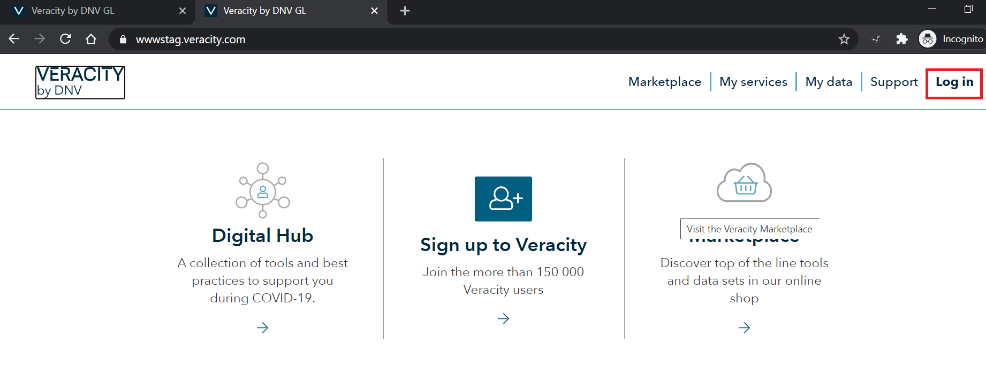 Veracity by DNV GL
Veracity by DNV GL
wwwstag.veracity.com
Incognito
VERACITY
by DNV
Marketplace
My services
My data
Support
Log in
Digital Hub
A collection of tools and best
practices to support you
during COVID-19.
Sign up to Veracity
Join the more than 150 000
Veracity users
Visit the Veracity Marketplace
Marketplace
Discover top of the line tools
and data sets in our online
shop